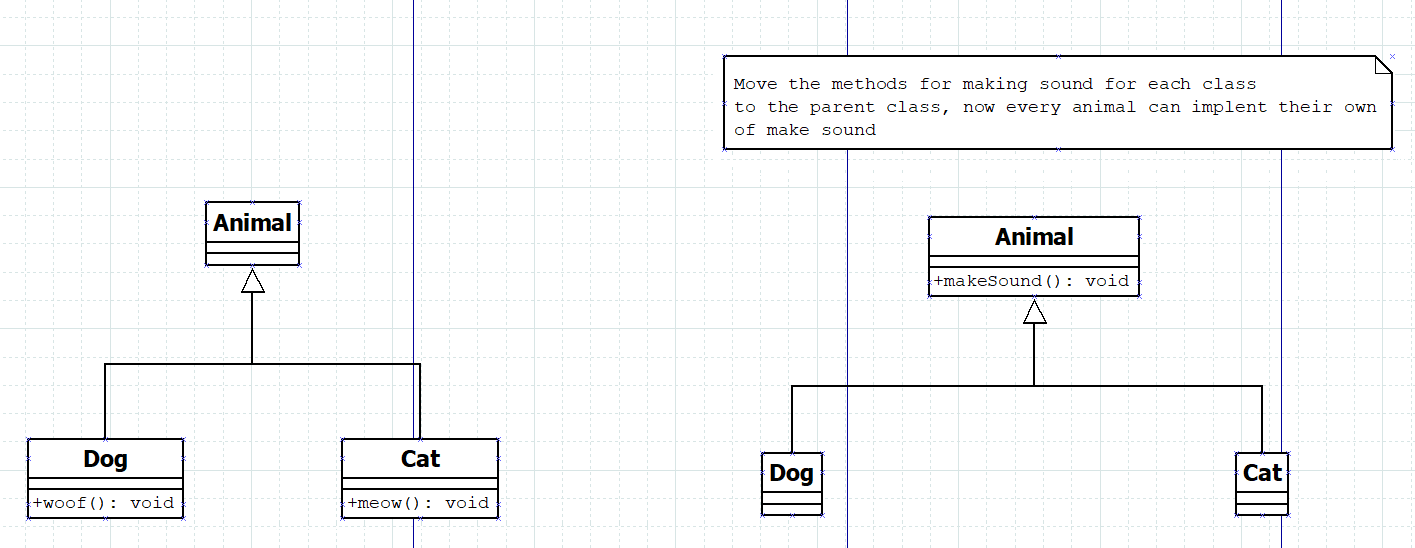 Animal
Dog
+woof(): void
Cat
+meow(): void
Move the methods for making sound for each class
to the parent class, now every animal can implent their own
of make sound
Animal
+makeSound(): void
Dog
Cat